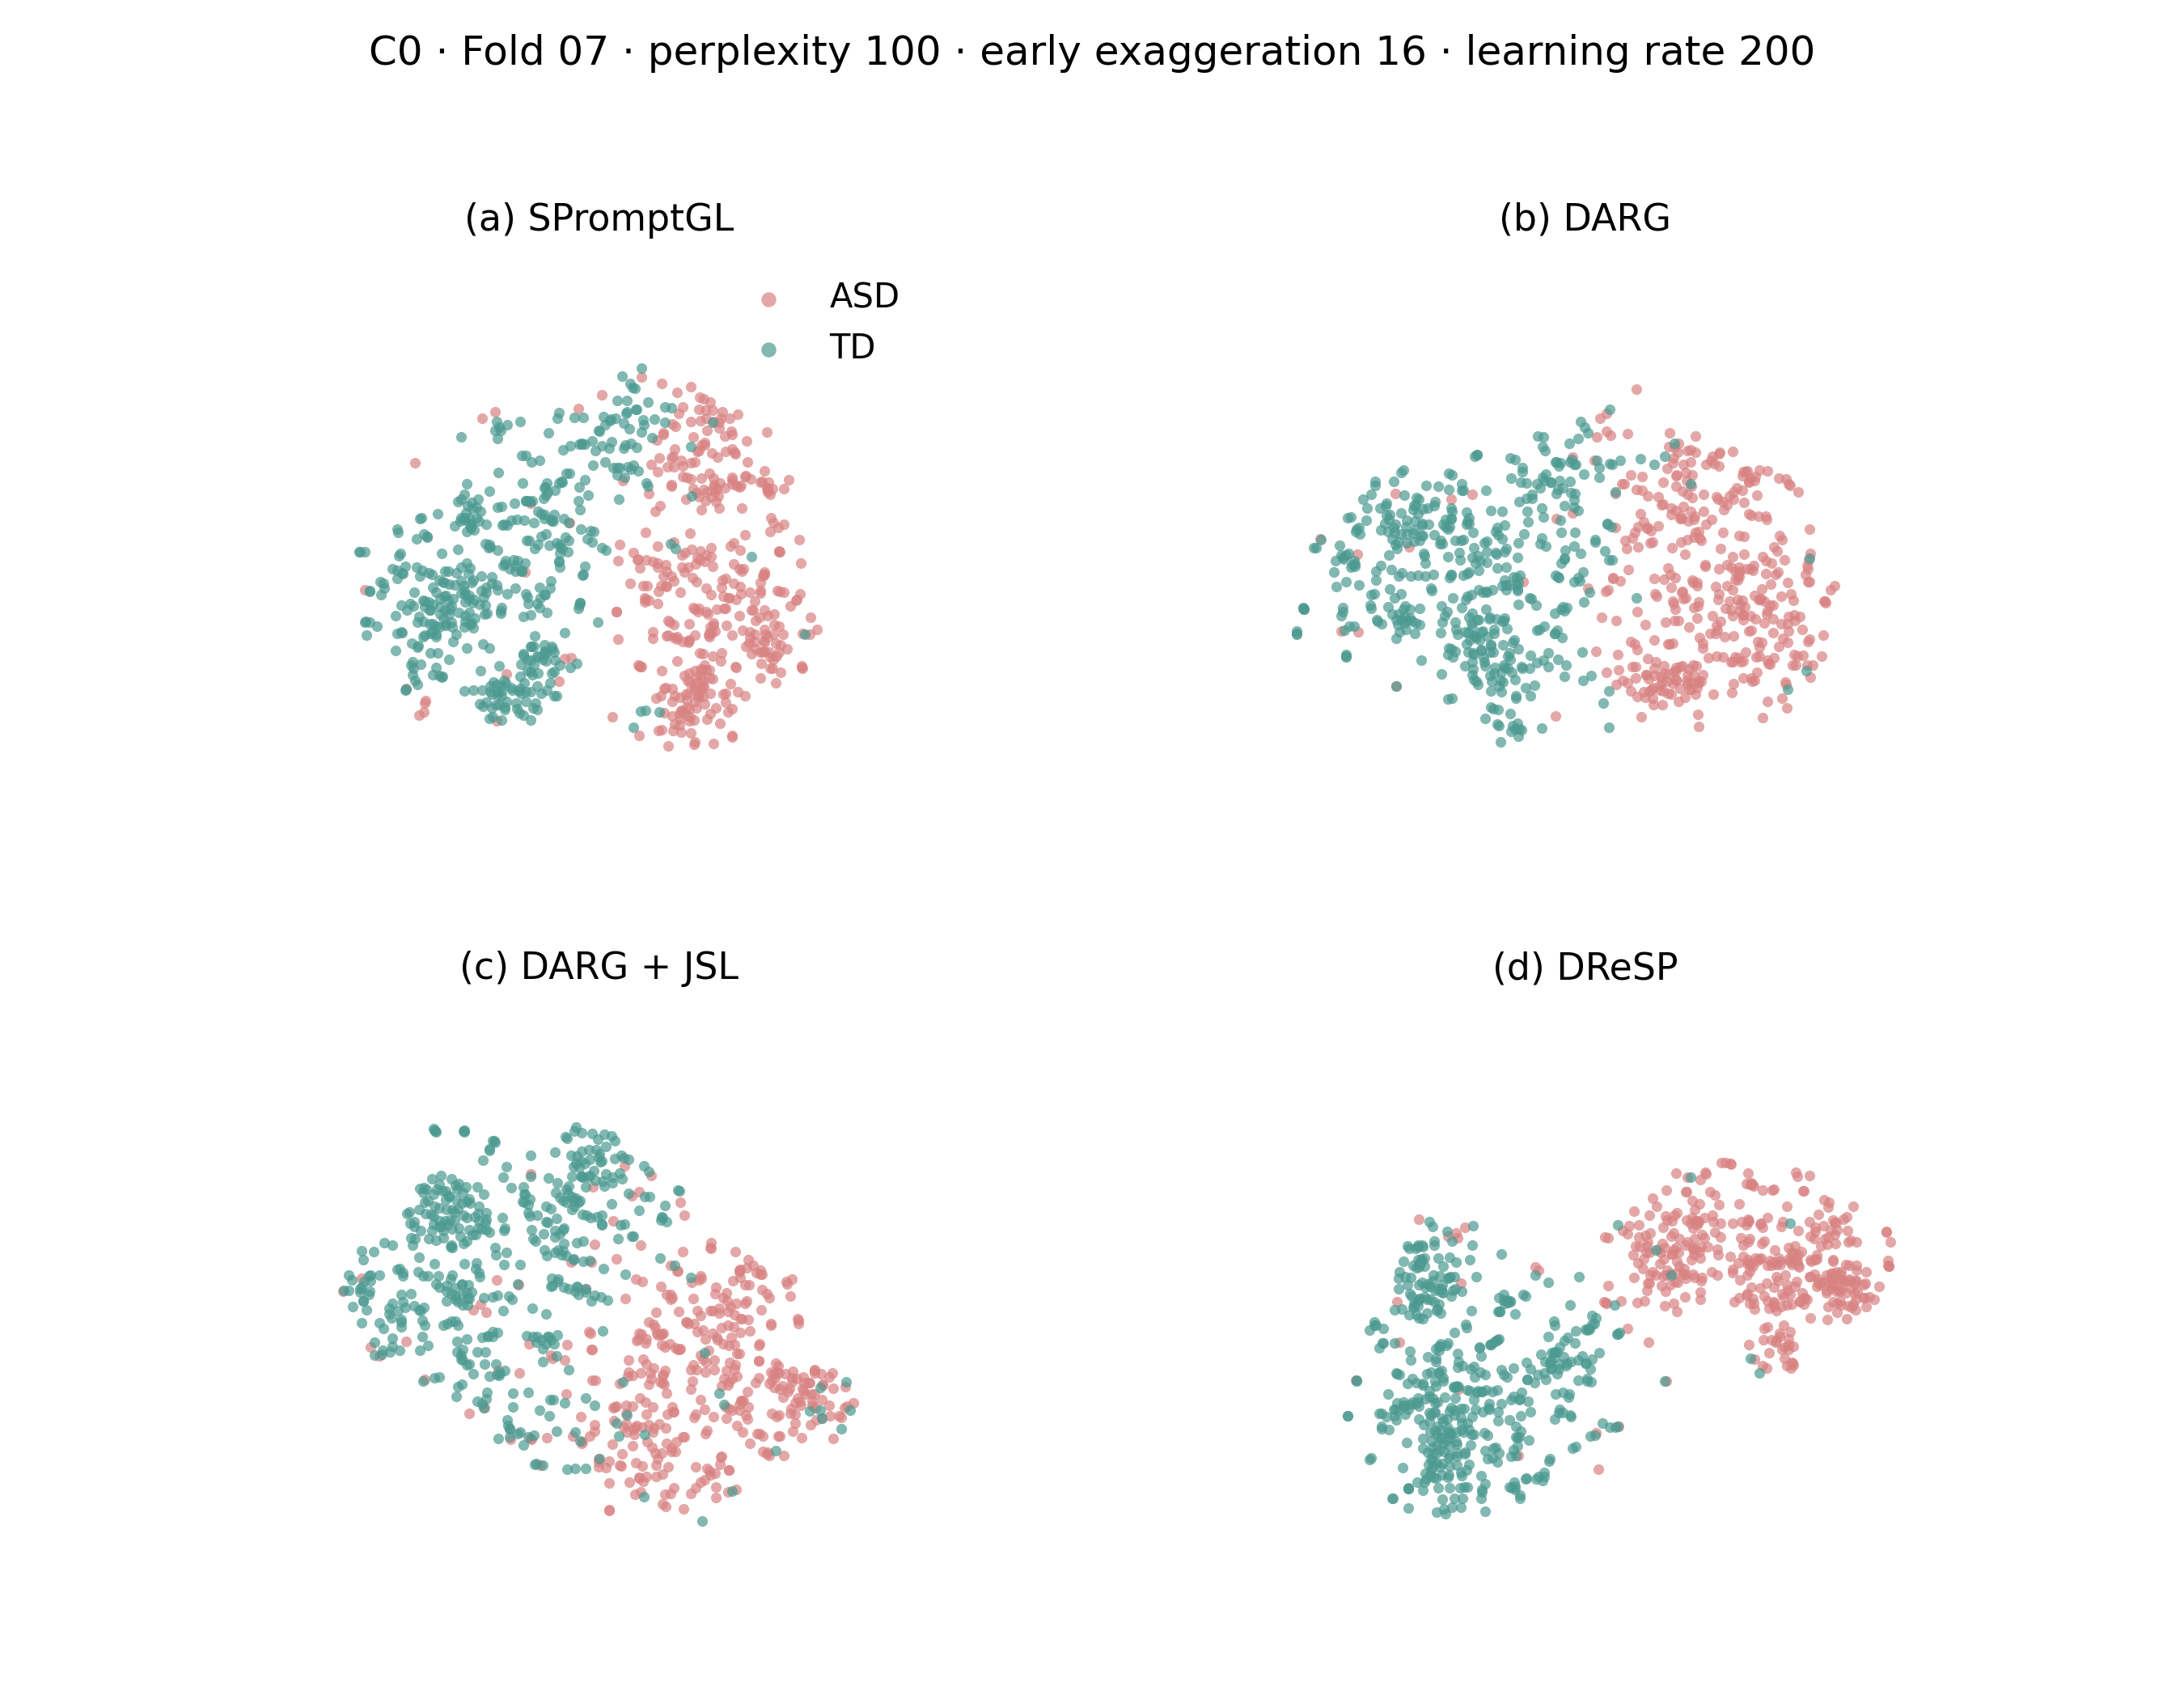 C0 · Fold 07 · perplexity 100 · early exaggeration 16 · learning rate 200
(a) SPromptGL
(b) DARG
ASD
TD
(c) DARG + JSL
(d) DReSP